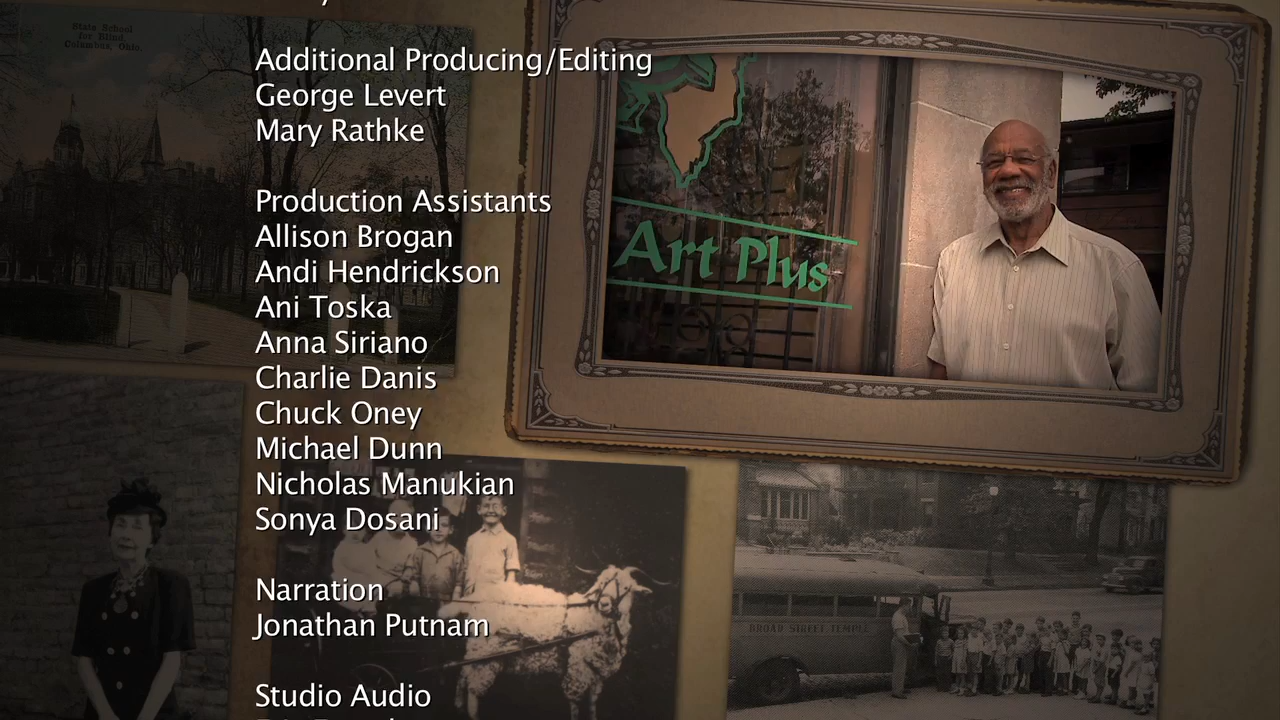 State School
for Blind,
Columbus, Ohio.
Additional Producing/Editing
George Levert
Mary Rathke
Production Assistants
Allison Brogan
Andi Hendrickson
Ani Toska
Anna Siriano
Charlie Danis
Chuck Oney
Michael Dunn
Nicholas Manukian
Sonya Dosani
Narration
Jonathan Putnam
Studio Audio
Art Plus
BROAD STREET TEMPLE